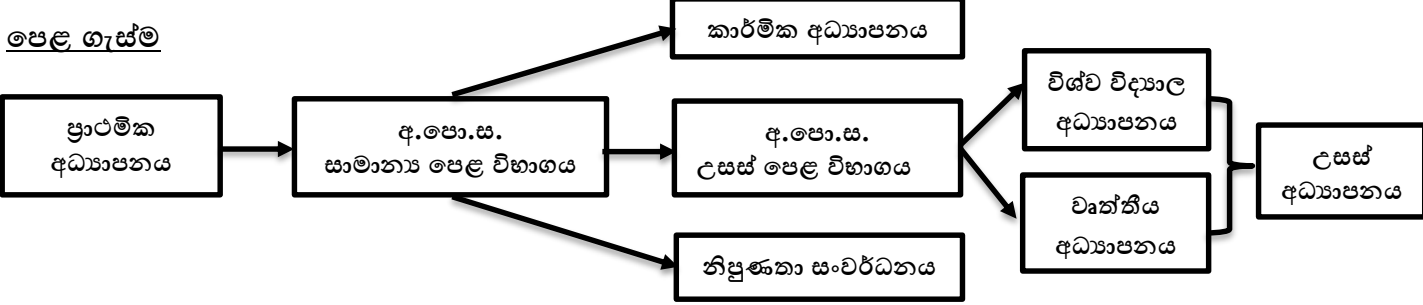 පෙළ ගැස්ම
ප්‍රාථමික
අධ්‍යාපනය
අ.පො.ස.
සාමාන්‍ය පෙළ විභාගය
කාර්මික අධ්‍යාපනය
අ.පො.ස.
උසස් පෙළ විභාගය
නිපුණතා සංවර්ධනය
විශ්ව විද්‍යාල
අධ්‍යාපනය
වෘත්තීය
අධ්‍යාපනය
උසස්
අධ්‍යාපනය